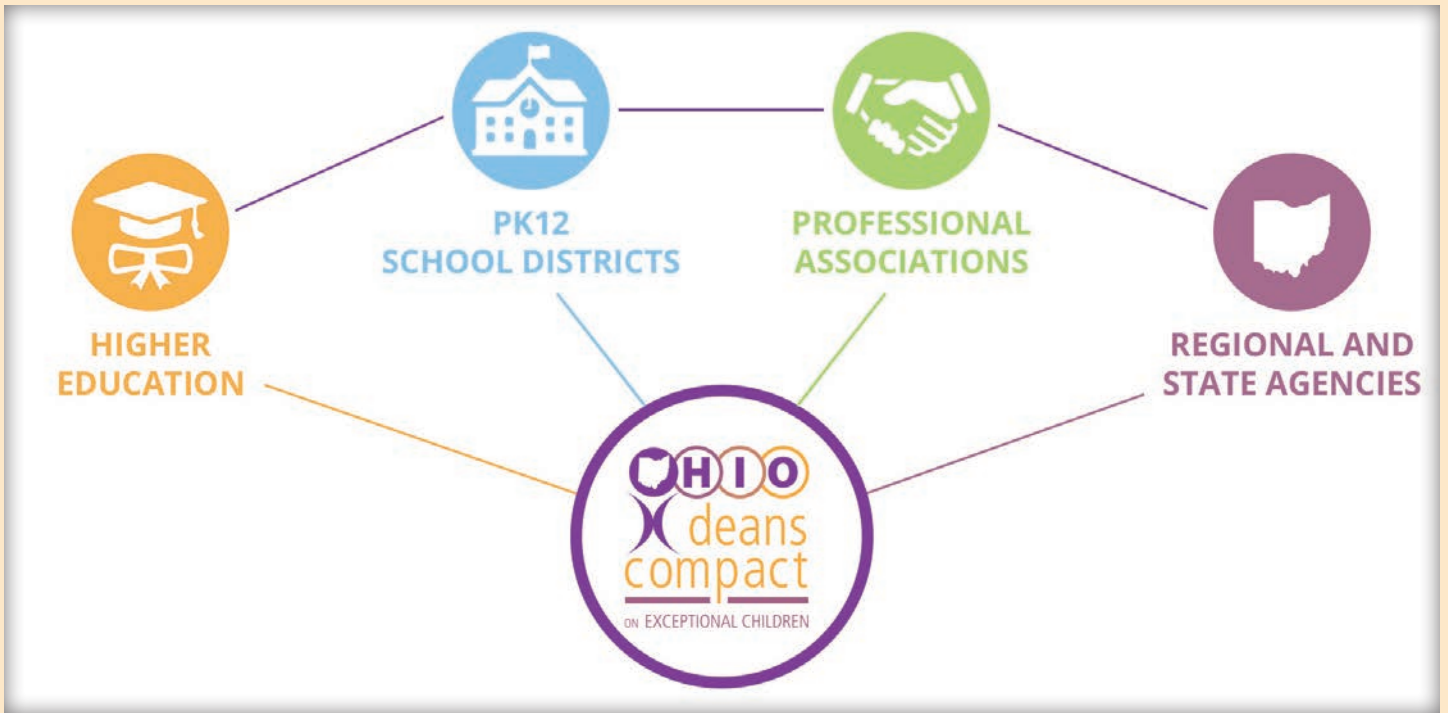 PK12
SCHOOL DISTRICTS
PROFESSIONAL
ASSOCIATIONS
HIGHER
EDUCATION
REGIONAL AND
STATE AGENCIES
OHIO
deans
compact
ON EXCEPTIONAL CHILDREN